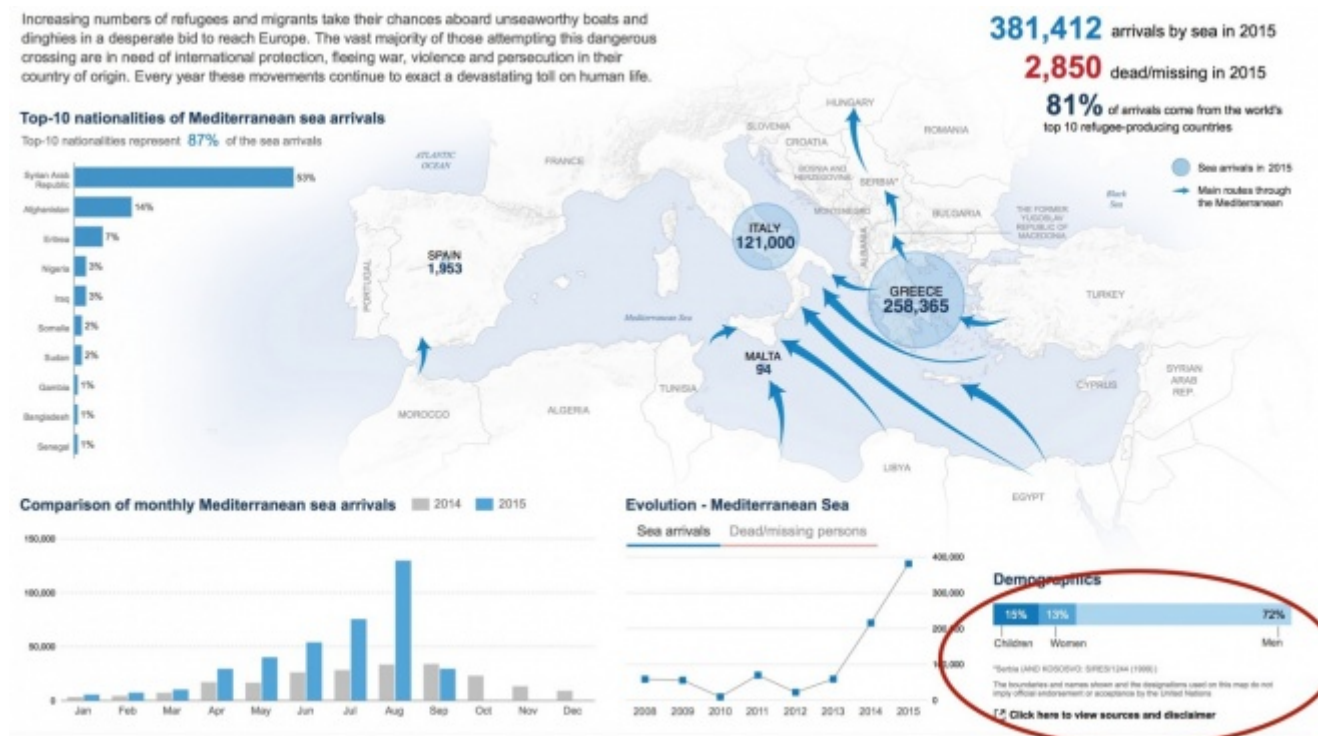 Increasing numbers of refugees and migrants take their chances aboard unseaworthy boats and
dinghies in a desperate bid to reach Europe. The vast majority of those attempting this dangerous
crossing are in need of international protection, fleeing war, violence and persecution in their
country of origin. Every year these movements continue to exact a devastating toll on human life.
381,412 arrivals by sea in 2015
2,850 dead/missing in 2015
81% of arrivals come from the world's
top 10 refugee-producing countries
Sea arrivals in 2015
Main routes through
the Mediterranean
Top-10 nationalities of Mediterranean sea arrivals
Top-10 nationalities represent 87% of the sea arrivals
Syrian Arab
Republic
53%
Afghanistan
14%
Eritrea
7%
Nigeria
3%
Iraq
3%
Somalia
2%
Sudan
2%
Gambia
1%
Bangladesh
1%
Senegal
1%
ATLANTIC
OCEAN
FRANCE
HUNGARY
SLOVENIA
CROATIA
ROMANIA
BOSNIA AND
HERZEGOVINE
SERBIA*
MONTENEGRO
BULGARIA
Black
Sea
THE FORMER
YUGOSLAV
REPUBLIC OF
MACEDONIA
ALBANIA
ITALY
121,000
SPAIN
1,953
PORTUGAL
GREECE
258,365
TURKEY
Mediterranean Sea
MALTA
94
SYRIAN
ARAB
REP.
CYPRUS
TUNISIA
MOROCCO
ALGERIA
LIBYA
EGYPT
Comparison of monthly Mediterranean sea arrivals 2014 2015
150,000
100,000
50,000
0
Jan Feb Mar Apr May Jun Jul Aug Sep Oct Nov Dec
Evolution - Mediterranean Sea
Sea arrivals Dead/missing persons
400,000
300,000
200,000
100,000
0
2008 2009 2010 2011 2012 2013 2014 2015
Demographics
15% 13% 72%
Children Women Men
*Serbia (AND KOSOSVO: S/RES/1244 (1999))
The boundaries and names shown and the designations used on this map do not
imply official endorsement or acceptance by the United Nations
Click here to view sources and disclaimer